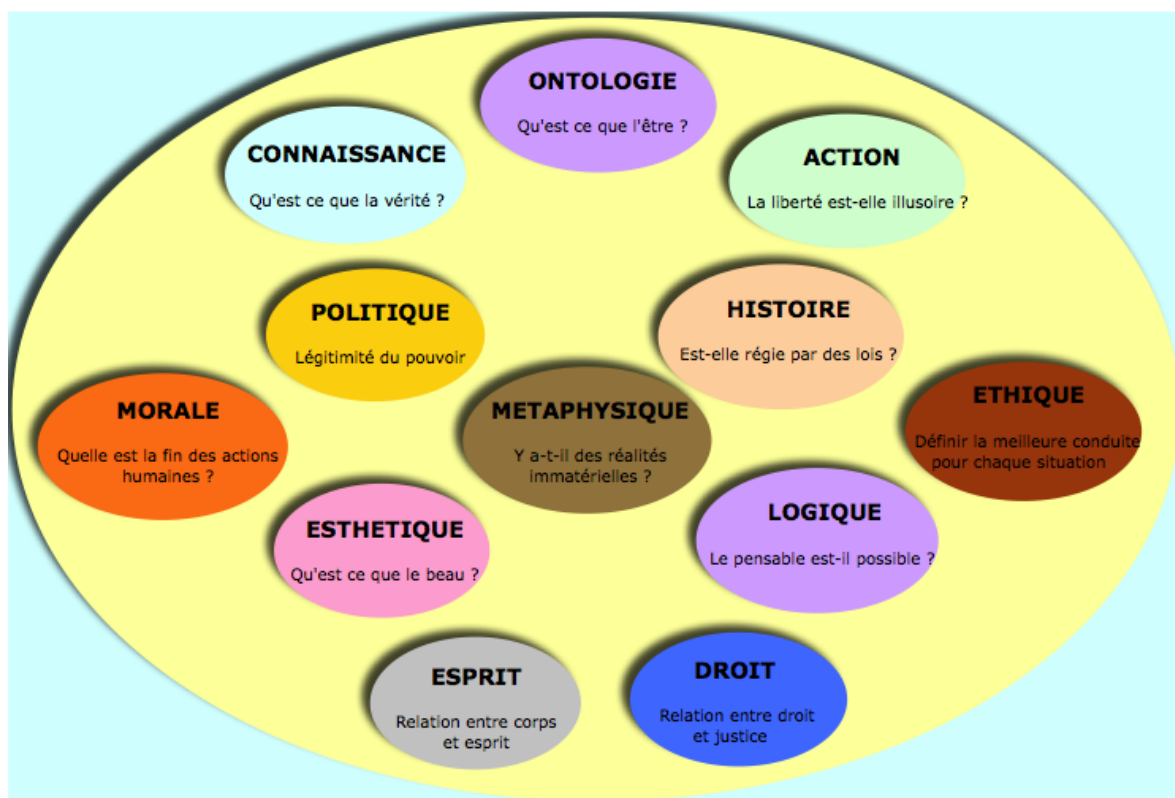 ONTOLOGIE
Qu'est ce que l'être ?
CONNAISSANCE
Qu'est ce que la vérité ?
ACTION
La liberté est-elle illusoire ?
POLITIQUE
Légitimité du pouvoir
HISTOIRE
Est-elle régie par des lois ?
MORALE
Quelle est la fin des actions
humaines ?
METAPHYSIQUE
Y a-t-il des réalités
immatérielles ?
ETHIQUE
Définir la meilleure conduite
pour chaque situation
ESTHETIQUE
Qu'est ce que le beau ?
LOGIQUE
Le pensable est-il possible ?
ESPRIT
Relation entre corps
et esprit
DROIT
Relation entre droit
et justice